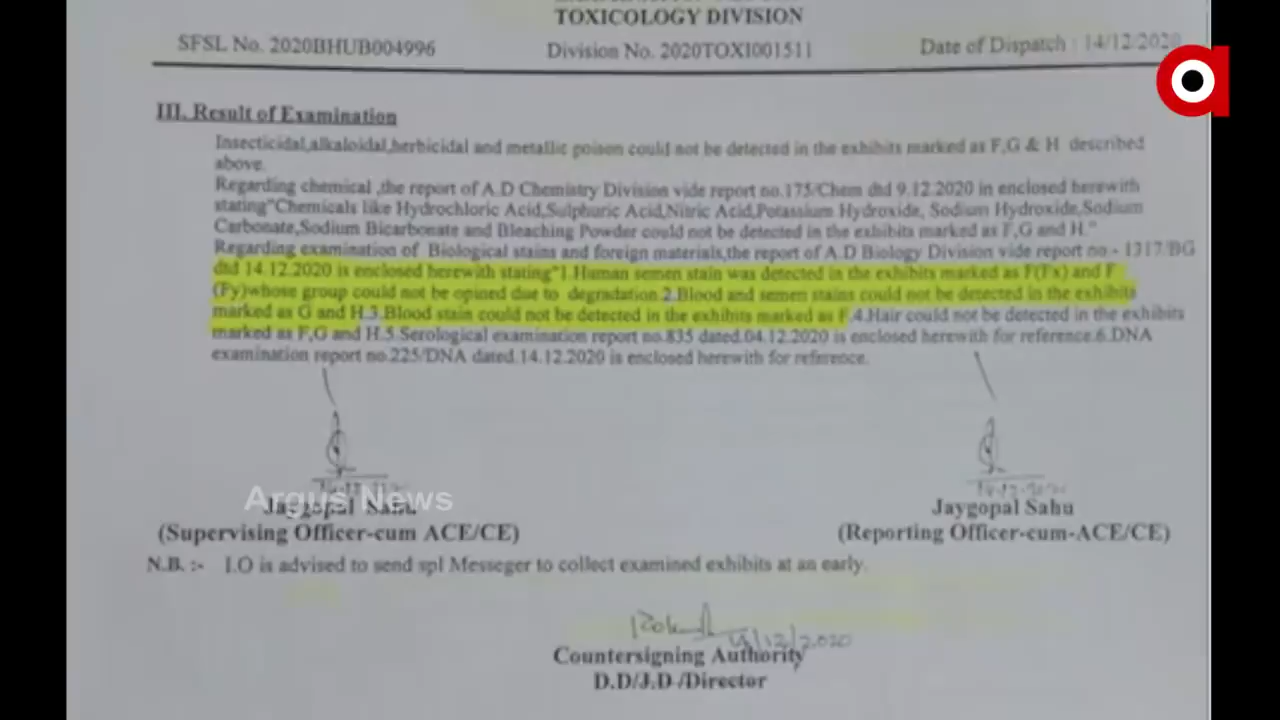 TOXICOLOGY DIVISION
SFSL No. 2020BHUB004996 Division No. 2020TOXI001511 Date of Dispatch : 14/12/2020
III. Result of Examination
Insecticidal,alkaloidal,herbicidal and metallic poison could not be detected in the exhibits marked as F,G & H described
above.
Regarding chemical ,the report of A.D Chemistry Division vide report no.175/Chem dtd 9.12.2020 in enclosed herewith
stating"Chemicals like Hydrochloric Acid,Sulphuric Acid,Nitric Acid,Potassium Hydroxide, Sodium Hydroxide,Sodium
Carbonate,Sodium Bicarbonate and Bleaching Powder could not be detected in the exhibits marked as F,G and H."
Regarding examination of Biological stains and foreign materials,the report of A.D Biology Division vide report no - 1317/BG
dtd 14.12.2020 is enclosed herewith stating"1.Human semen stain was detected in the exhibits marked as F(Fx) and F
(Fy)whose group could not be opined due to degradation.2.Blood and semen stains could not be detected in the exhibits
marked as G and H.3.Blood stain could not be detected in the exhibits marked as F.4.Hair could not be detected in the exhibits
marked as F,G and H.5.Serological examination report no.835 dated.04.12.2020 is enclosed herewith for reference.6.DNA
examination report no.225/DNA dated.14.12.2020 is enclosed herewith for reference.
Argus News
Jaygopal Sahu Jaygopal Sahu
(Supervising Officer-cum ACE/CE) (Reporting Officer-cum-ACE/CE)
N.B. :- I.O is advised to send spl Messeger to collect examined exhibits at an early.
14/12/2020
Countersigning Authority
D.D/J.D /Director